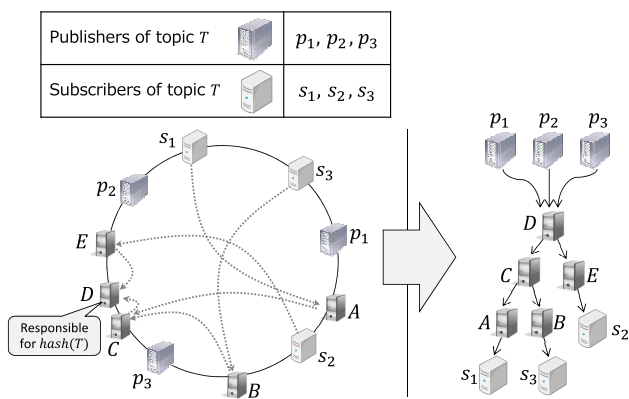 Publishers of topic T
p₁, p₂, p₃
Subscribers of topic T
s₁, s₂, s₃
s₁
s₃
p₂
p₁
E
D
Responsible
for hash(T)
C
A
s₂
p₃
B
p₁ p₂ p₃
D
C E
A B
s₂
s₁ s₃